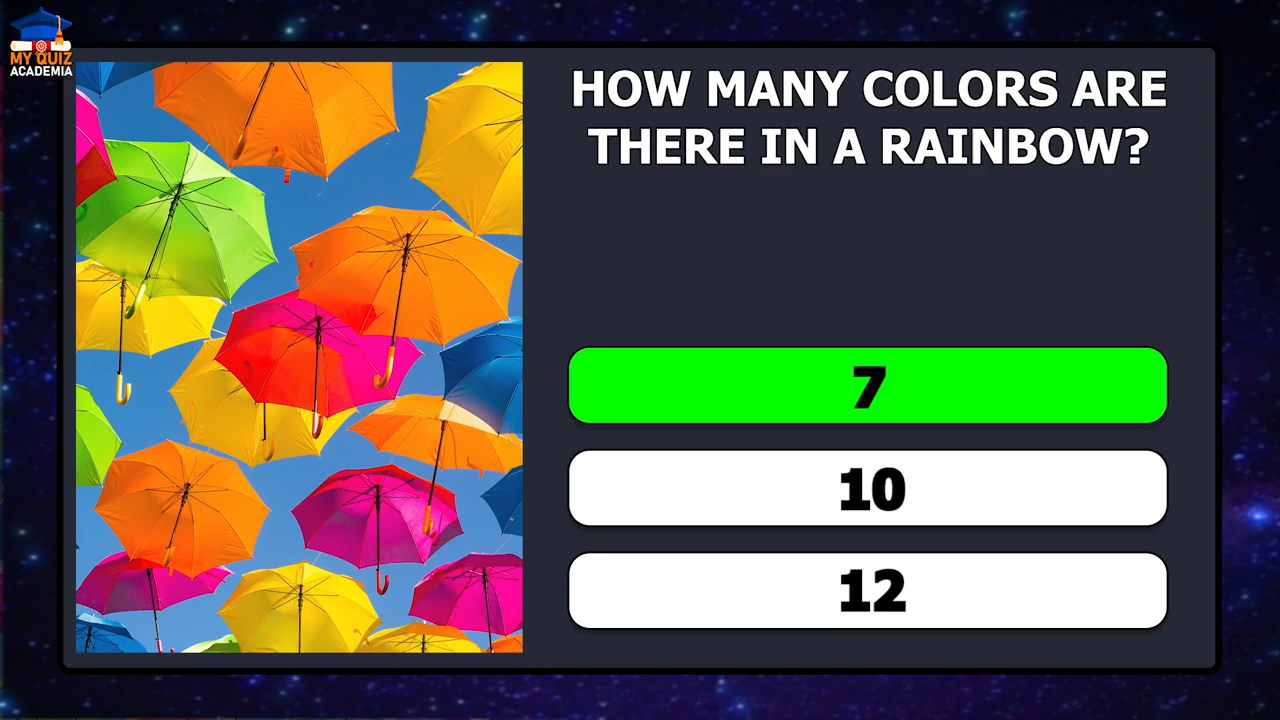 MY QUIZ
ACADEMIA
HOW MANY COLORS ARE
THERE IN A RAINBOW?
7
10
12